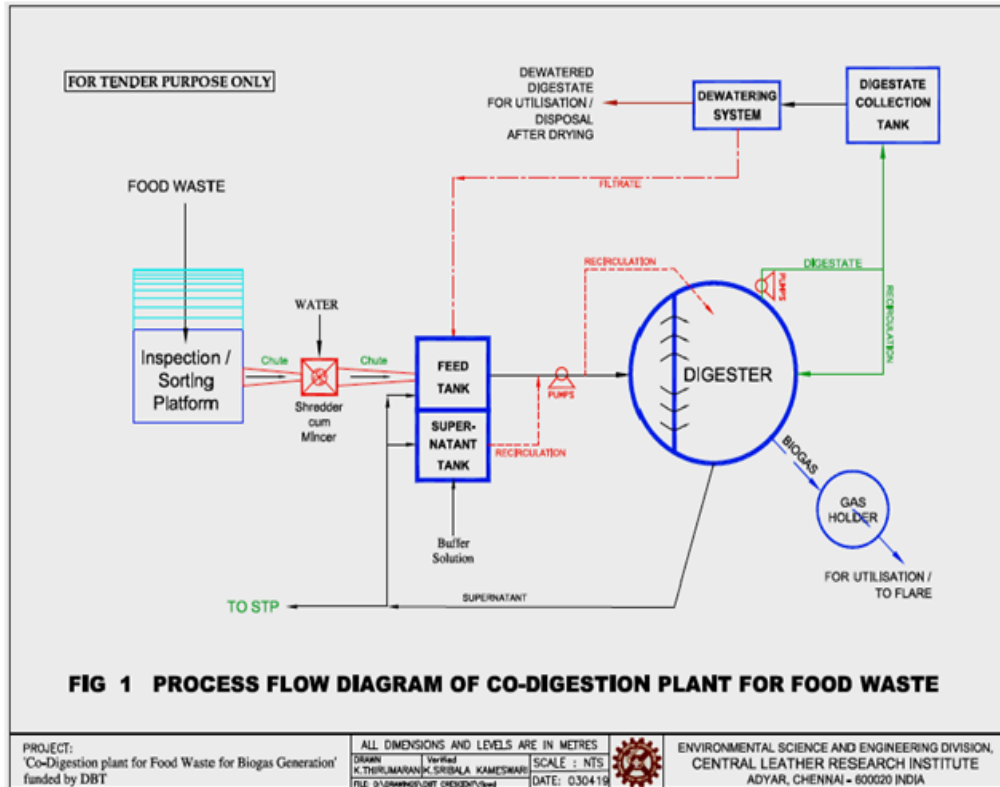 FOR TENDER PURPOSE ONLY
DEWATERED
DIGESTATE
FOR UTILISATION /
DISPOSAL
AFTER DRYING
DEWATERING
SYSTEM
DIGESTATE
COLLECTION
TANK
FILTRATE
FOOD WASTE
RECIRCULATION
DIGESTATE
PUMPS
RECIRCULATION
WATER
Inspection /
Sorting
Platform
Chute
Chute
Shredder
cum
Mincer
FEED
TANK
SUPER-
NATANT
TANK
RECIRCULATION
PUMPS
DIGESTER
BIOGAS
GAS
HOLDER
Buffer
Solution
FOR UTILISATION /
TO FLARE
TO STP
SUPERNATANT
FIG 1 PROCESS FLOW DIAGRAM OF CO-DIGESTION PLANT FOR FOOD WASTE
PROJECT:
'Co-Digestion plant for Food Waste for Biogas Generation'
funded by DBT
ALL DIMENSIONS AND LEVELS ARE IN METRES
DRAWN
K.THIRUMARAN
Verified
K.SRIBALA KAMESWARI
SCALE : NTS
DATE: 030419
ENVIRONMENTAL SCIENCE AND ENGINEERING DIVISION,
CENTRAL LEATHER RESEARCH INSTITUTE
ADYAR, CHENNAI - 600020 INDIA